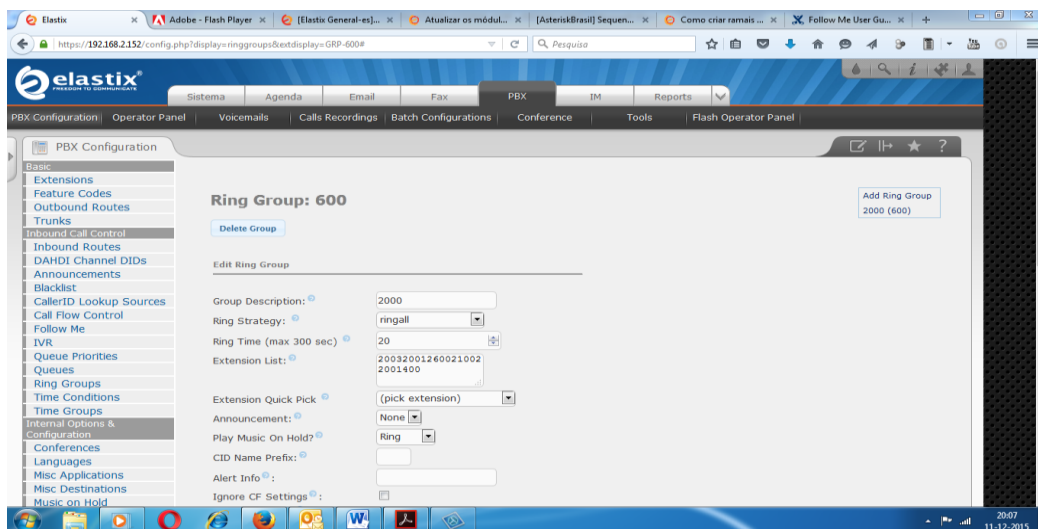 Elastix
Adobe - Flash Player
[Elastix General-es]...
Atualizar os módul...
[AsteriskBrasil] Sequen...
Como criar ramais ...
Follow Me User Gu...
https://192.168.2.152/config.php?display=ringgroups&extdisplay=GRP-600#
Pesquisa
elastix
FREEDOM TO COMMUNICATE
Sistema
Agenda
Email
Fax
PBX
IM
Reports
PBX Configuration
Operator Panel
Voicemails
Calls Recordings
Batch Configurations
Conference
Tools
Flash Operator Panel
PBX Configuration
Basic
Extensions
Feature Codes
Outbound Routes
Trunks
Inbound Call Control
Inbound Routes
DAHDI Channel DIDs
Announcements
Blacklist
CallerID Lookup Sources
Call Flow Control
Follow Me
IVR
Queue Priorities
Queues
Ring Groups
Time Conditions
Time Groups
Internal Options &
Configuration
Conferences
Languages
Misc Applications
Misc Destinations
Music on Hold
Ring Group: 600
Delete Group
Edit Ring Group
Group Description: 2000
Ring Strategy: ringall
Ring Time (max 300 sec) 20
Extension List: 20032001260021002
2001400
Extension Quick Pick (pick extension)
Announcement: None
Play Music On Hold? Ring
CID Name Prefix:
Alert Info :
Ignore CF Settings :
Add Ring Group
2000 (600)
20:07
11-12-2015